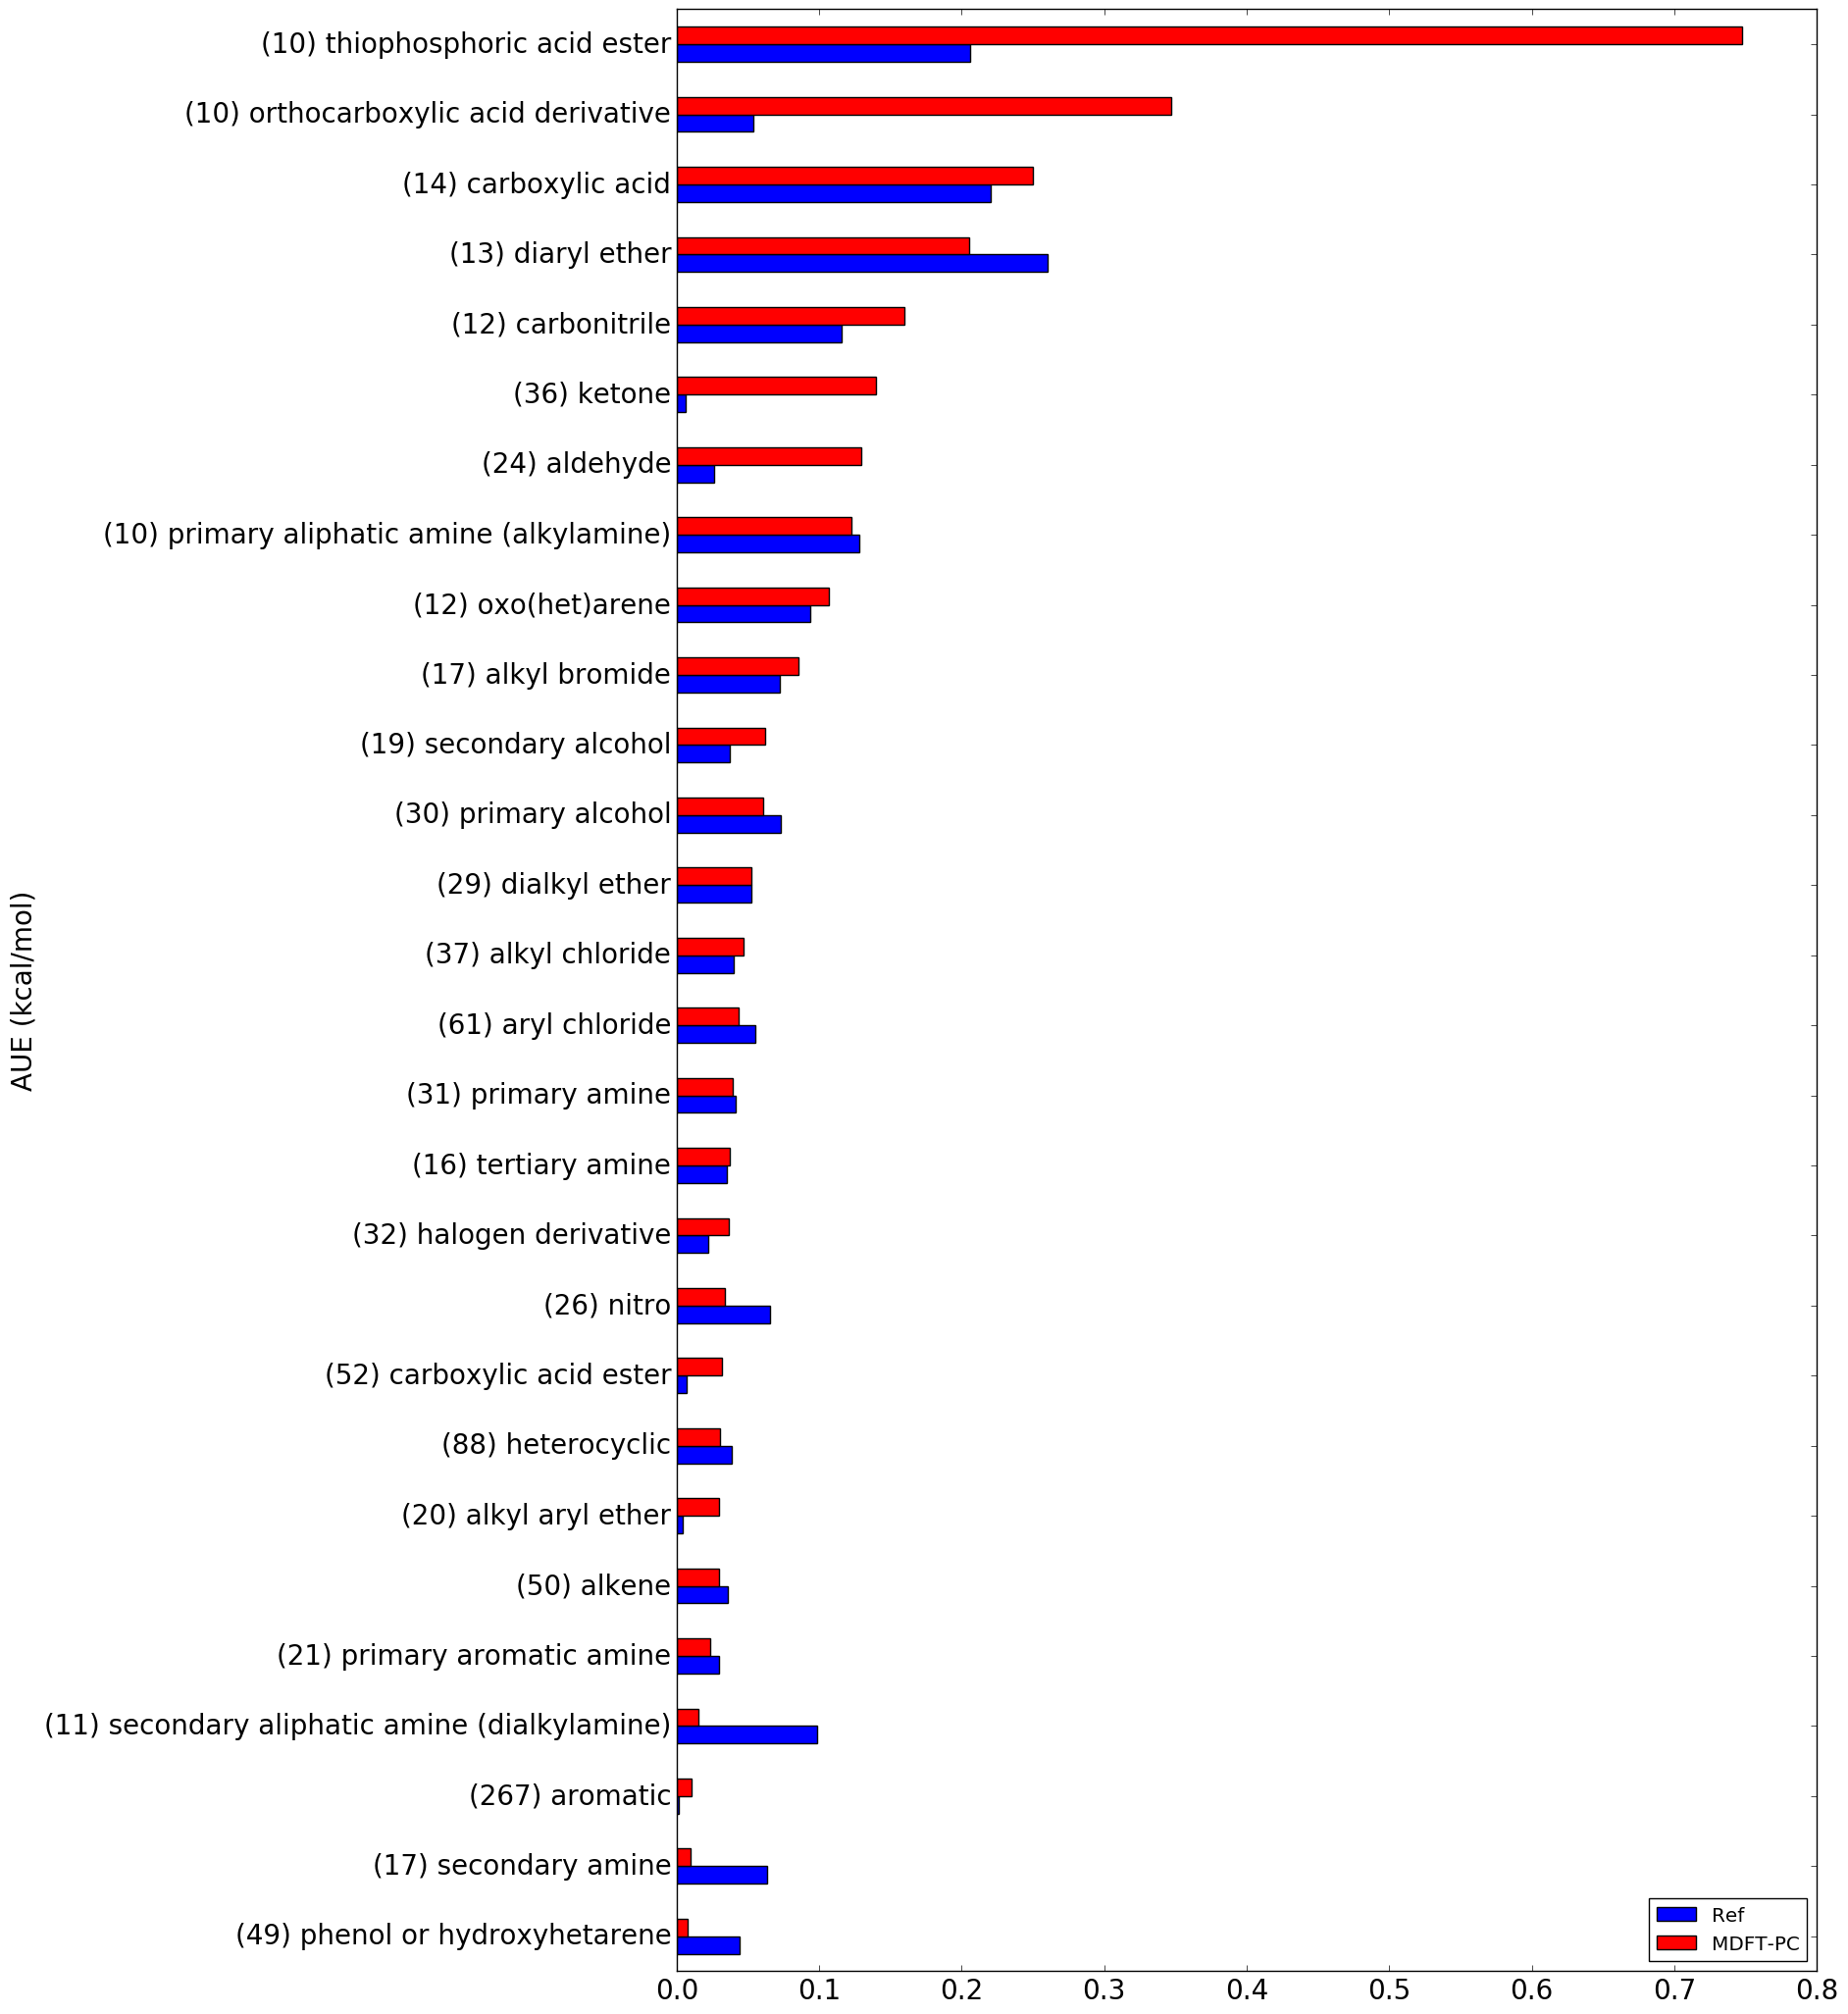 (10) thiophosphoric acid ester
(10) orthocarboxylic acid derivative
(14) carboxylic acid
(13) diaryl ether
(12) carbonitrile
(36) ketone
(24) aldehyde
(10) primary aliphatic amine (alkylamine)
(12) oxo(het)arene
(17) alkyl bromide
(19) secondary alcohol
(30) primary alcohol
(29) dialkyl ether
(37) alkyl chloride
(61) aryl chloride
(31) primary amine
(16) tertiary amine
(32) halogen derivative
(26) nitro
(52) carboxylic acid ester
(88) heterocyclic
(20) alkyl aryl ether
(50) alkene
(21) primary aromatic amine
(11) secondary aliphatic amine (dialkylamine)
(267) aromatic
(17) secondary amine
(49) phenol or hydroxyhetarene
AUE (kcal/mol)
Ref
MDFT-PC
0.0 0.1 0.2 0.3 0.4 0.5 0.6 0.7 0.8